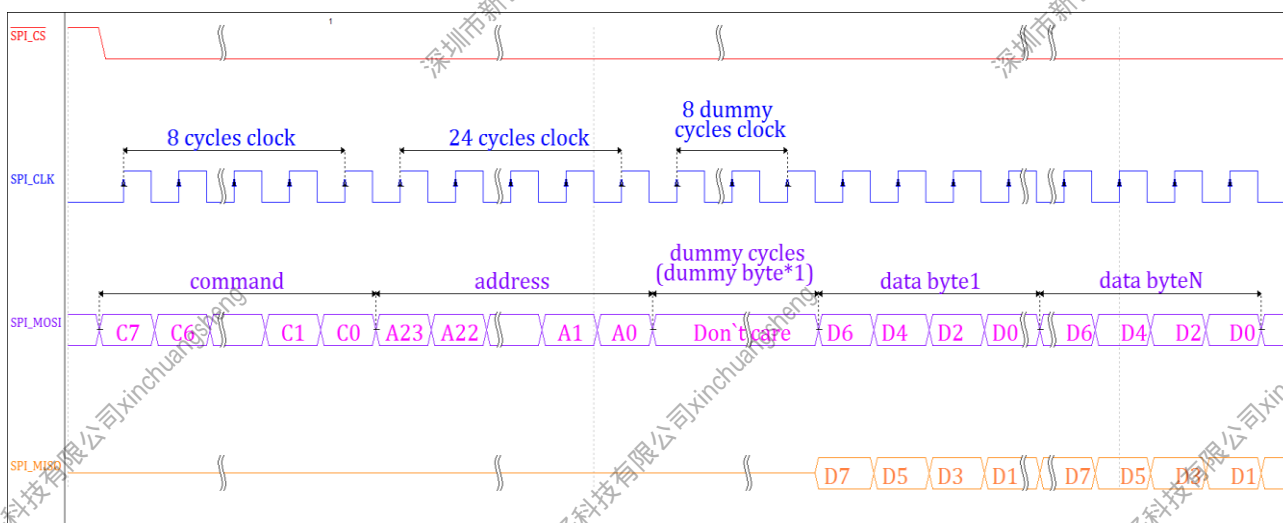 1
SPI_CS
8 cycles clock
24 cycles clock
8 dummy
cycles clock
SPI_CLK
command
address
dummy cycles
(dummy byte*1)
data byte1
data byteN
SPI_MOSI
C7 C6 C1 C0 A23 A22 A1 A0 Don`t care D6 D4 D2 D0 D6 D4 D2 D0
SPI_MISO
D7 D5 D3 D1 D7 D5 D3 D1
深圳市新
深圳市新
科技有限公司xinchuangsheng
科技有限公司xinchuangsheng
科技有限公司xin